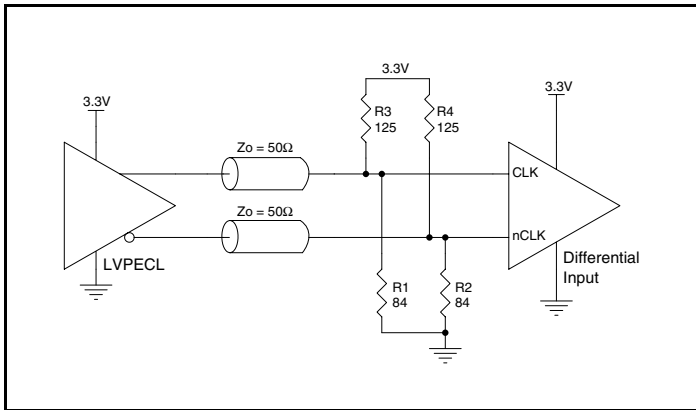 3.3V
3.3V
3.3V
R3
125
R4
125
Zo = 50Ω
CLK
Zo = 50Ω
nCLK
LVPECL
Differential
Input
R1
84
R2
84